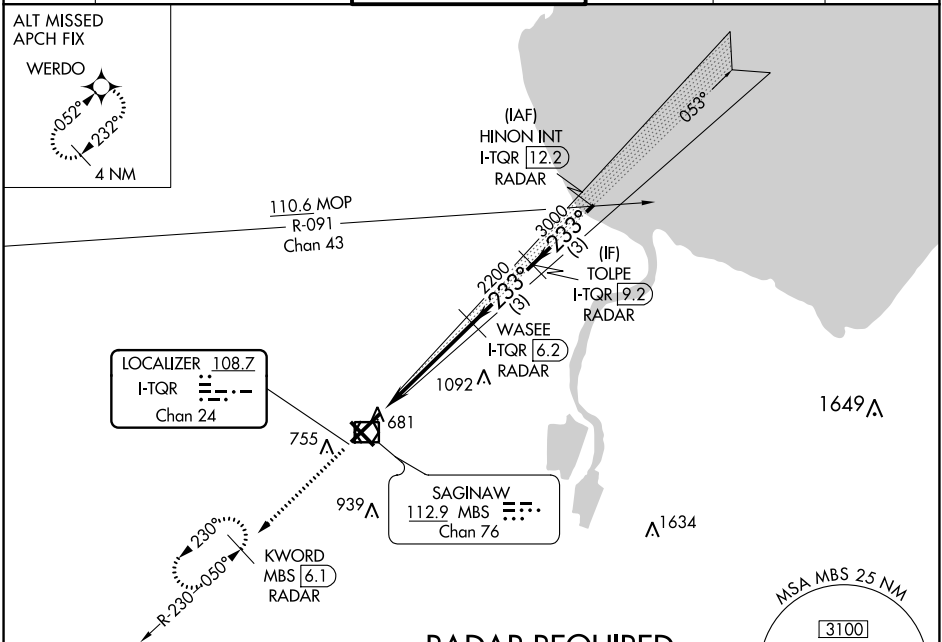 ALT MISSED
APCH FIX
WERDO
052°
232°
4 NM
(IAF)
HINON INT
I-TQR 12.2
RADAR
053°
110.6 MOP
R-091
Chan 43
3000
233°
(3)
(IF)
TOLPE
I-TQR 9.2
RADAR
2200
233°
(3)
WASEE
I-TQR 6.2
RADAR
LOCALIZER 108.7
I-TQR
Chan 24
1092
1649
681
755
939
SAGINAW
112.9 MBS
Chan 76
1634
230°
050°
R-230
KWORD
MBS 6.1
RADAR
MSA MBS 25 NM
3100
RADAR REQUIRED